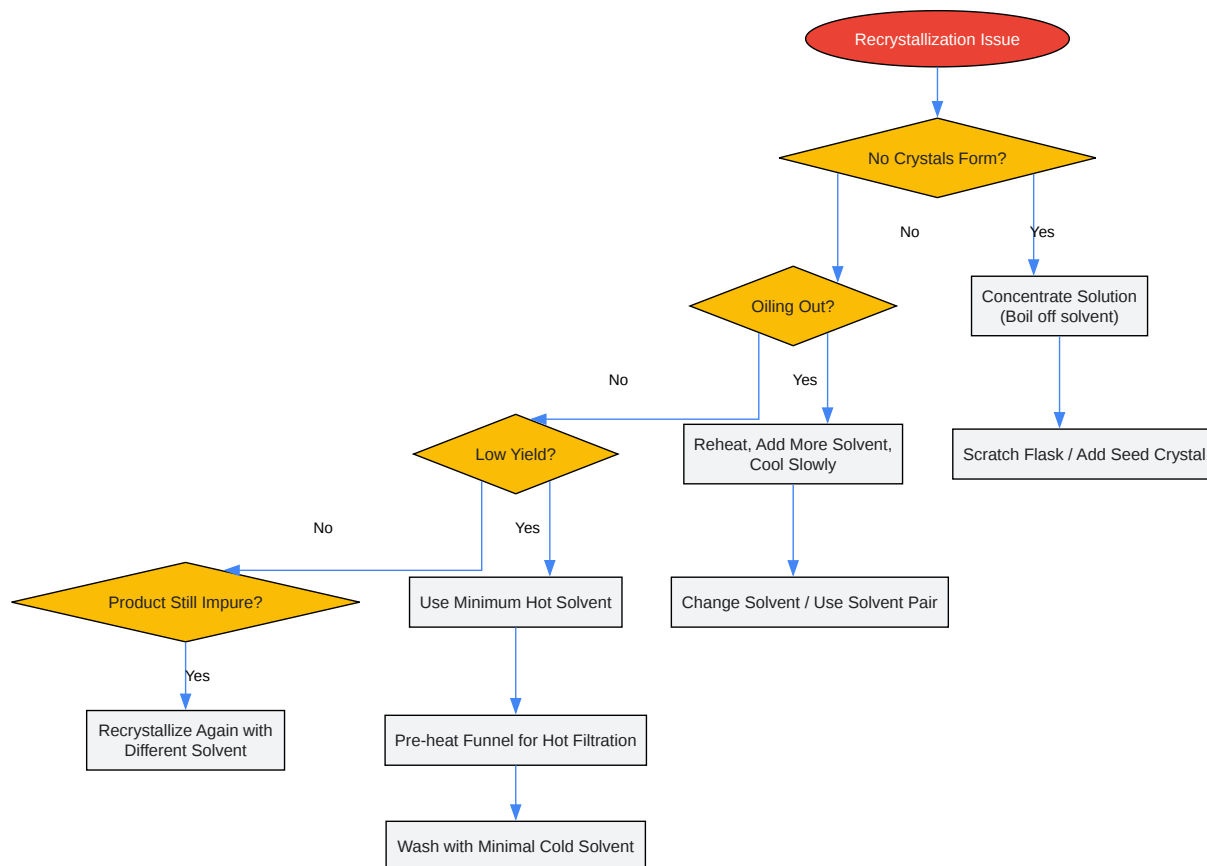 Recrystallization Issue
No Crystals Form?
No
Yes
Oiling Out?
Concentrate Solution
(Boil off solvent)
No
Yes
Low Yield?
Reheat, Add More Solvent,
Cool Slowly
Scratch Flask / Add Seed Crystal
No
Yes
Product Still Impure?
Use Minimum Hot Solvent
Change Solvent / Use Solvent Pair
Yes
Recrystallize Again with
Different Solvent
Pre-heat Funnel for Hot Filtration
Wash with Minimal Cold Solvent